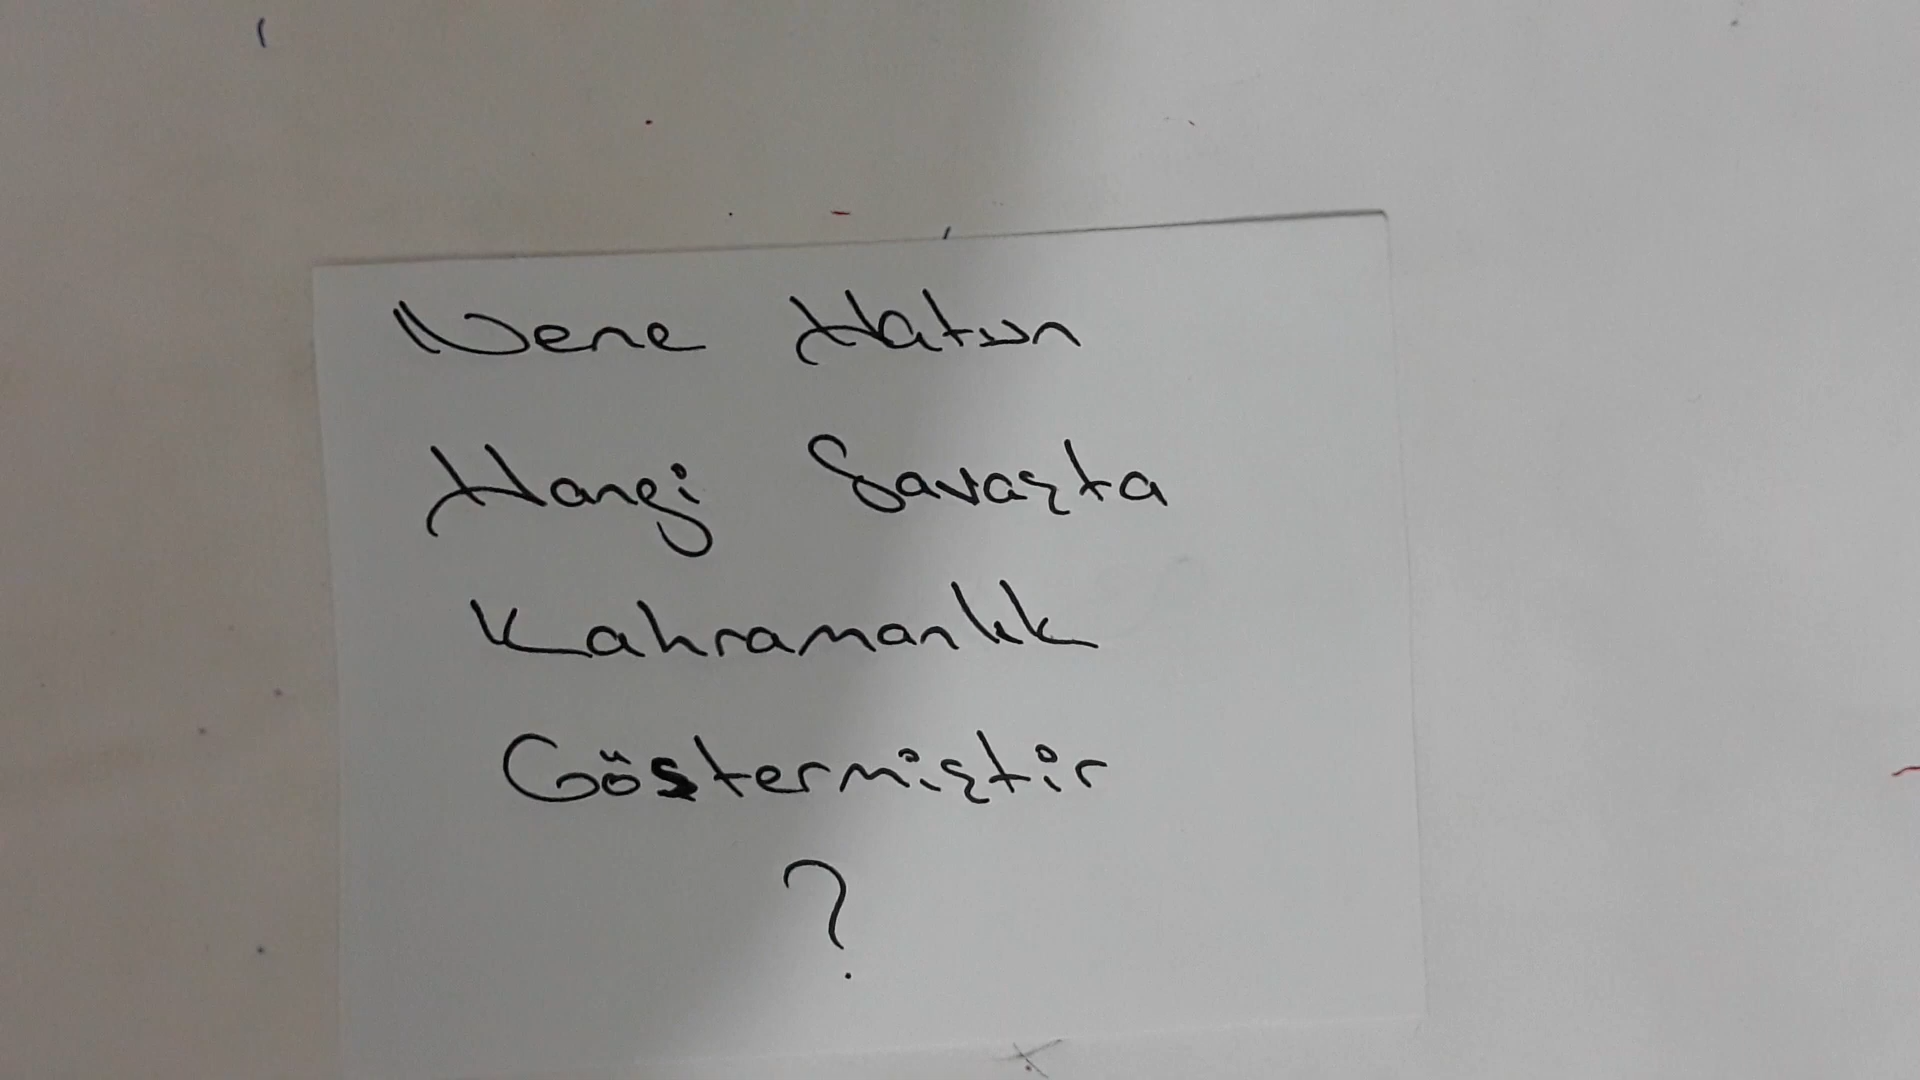 Nene Hatun
Hangi Savaşta
Kahramanlık
Göstermiştir
?